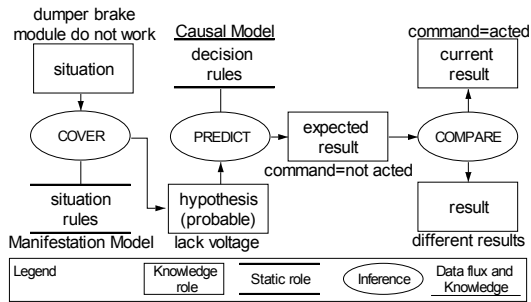 dumper brake
module do not work
situation
COVER
situation
rules
Manifestation Model
Causal Model
decision
rules
PREDICT
hypothesis
(probable)
lack voltage
expected
result
command=not acted
command=acted
current
result
COMPARE
result
different results
Legend
Knowledge
role
Static role
Inference
Data flux and
Knowledge